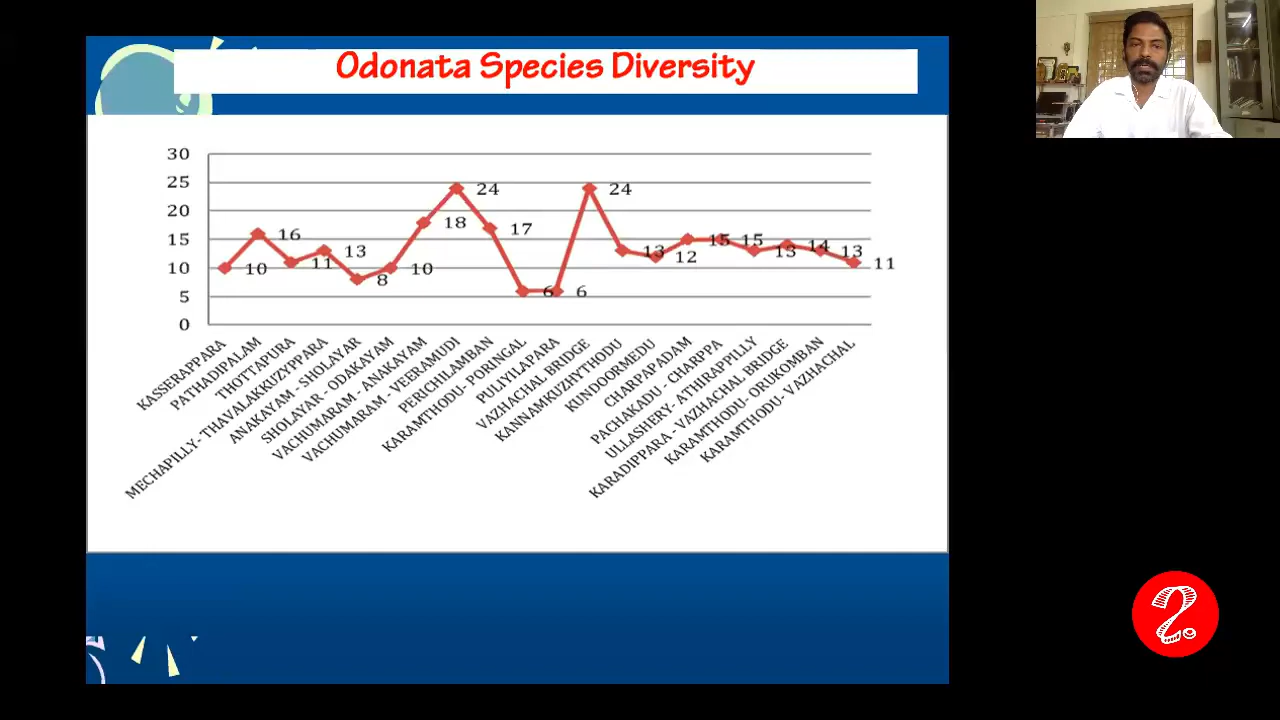 Odonata Species Diversity
30
25
20
15
10
5
0
10
16
11
13
8
10
18
24
17
6
6
24
13
12
15
15
13
14
13
11
KASSERAPPARA
PATHADIPALAM
THOTTAPURA
MECHAPILLY- THAVALAKKUZYPPARA
ANAKAYAM - SHOLAYAR
SHOLAYAR - ODAKAYAM
VACHUMARAM - ANAKAYAM
VACHUMARAM - VEERAMUDI
PERICHILAMBAN
KARAMTHODU- PORINGAL
PULIYILAPARA
VAZHACHAL BRIDGE
KANNAMKUZHYTHODU
KUNDOORMEDU
CHARPAPADAM
PACHAKADU - CHARPPA
ULLASHERY- ATHIRAPPILLY
KARADIPPARA - VAZHACHAL BRIDGE
KARAMTHODU- ORUKOMBAN
KARAMTHODU- VAZHACHAL
2.